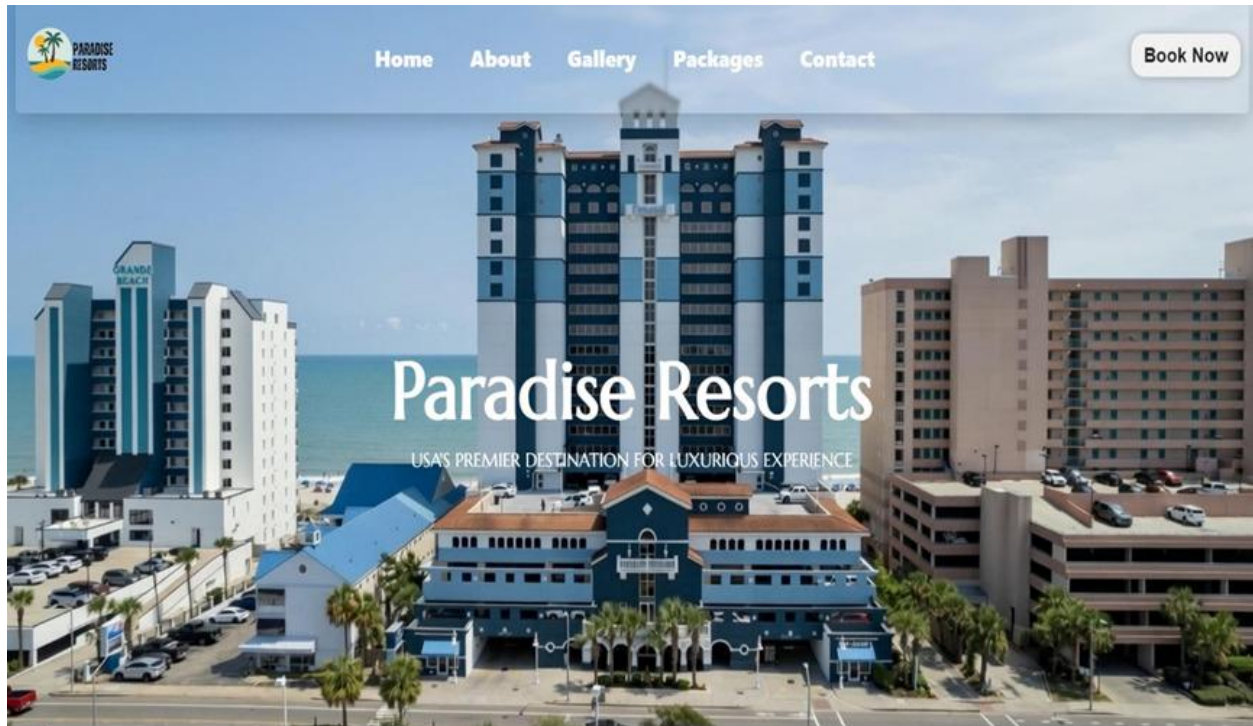 PARADISE
RESORTS
Home About Gallery Packages Contact
Book Now
GRANDE
BEACH
Paradise Resorts
USA'S PREMIER DESTINATION FOR LUXURIOUS EXPERIENCE